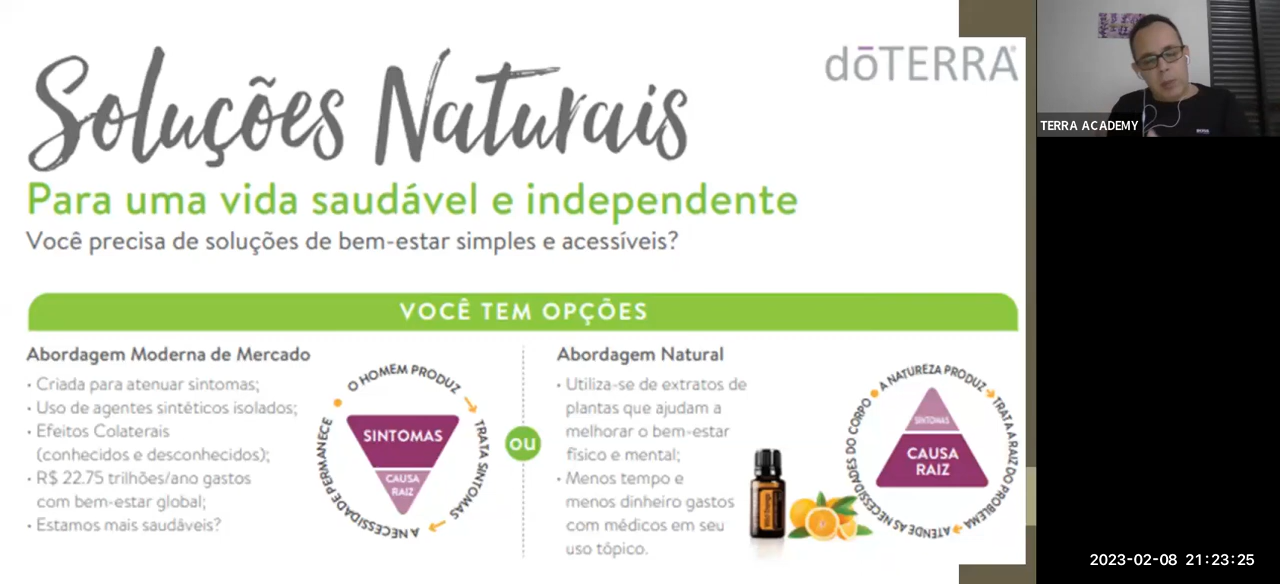 dōTERRA
Soluções Naturais
Para uma vida saudável e independente
Você precisa de soluções de bem-estar simples e acessíveis?
VOCÊ TEM OPÇÕES
Abordagem Moderna de Mercado
• Criada para atenuar sintomas;
• Uso de agentes sintéticos isolados;
• Efeitos Colaterais
(conhecidos e desconhecidos);
• R$ 22.75 trilhões/ano gastos
com bem-estar global;
• Estamos mais saudáveis?
O HOMEM PRODUZ
TRATA SINTOMAS
A NECESSIDADE PERMANECE
SINTOMAS
CAUSA
RAIZ
ou
Abordagem Natural
• Utiliza-se de extratos de
plantas que ajudam a
melhorar o bem-estar
físico e mental;
• Menos tempo e
menos dinheiro gastos
com médicos em seu
uso tópico.
Wild Orange
A NATUREZA PRODUZ
TRATA A RAIZ DO PROBLEMA
ATENDE AS NECESSIDADES DO CORPO
SINTOMAS
CAUSA
RAIZ
TERRA ACADEMY
2023-02-08 21:23:25